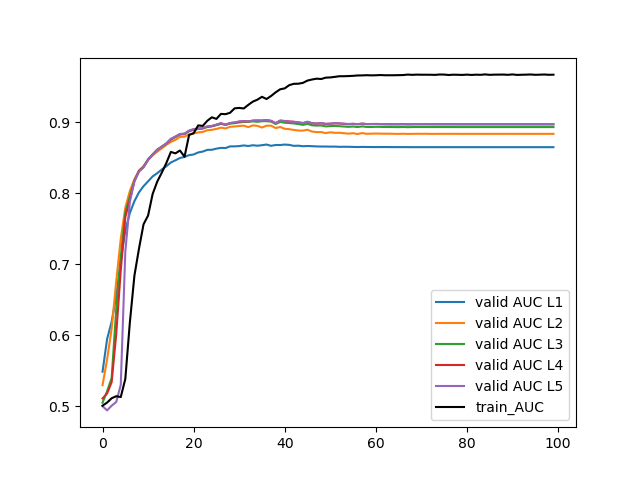 0.9
0.8
0.7
0.6
0.5
0 20 40 60 80 100
valid AUC L1
valid AUC L2
valid AUC L3
valid AUC L4
valid AUC L5
train_AUC